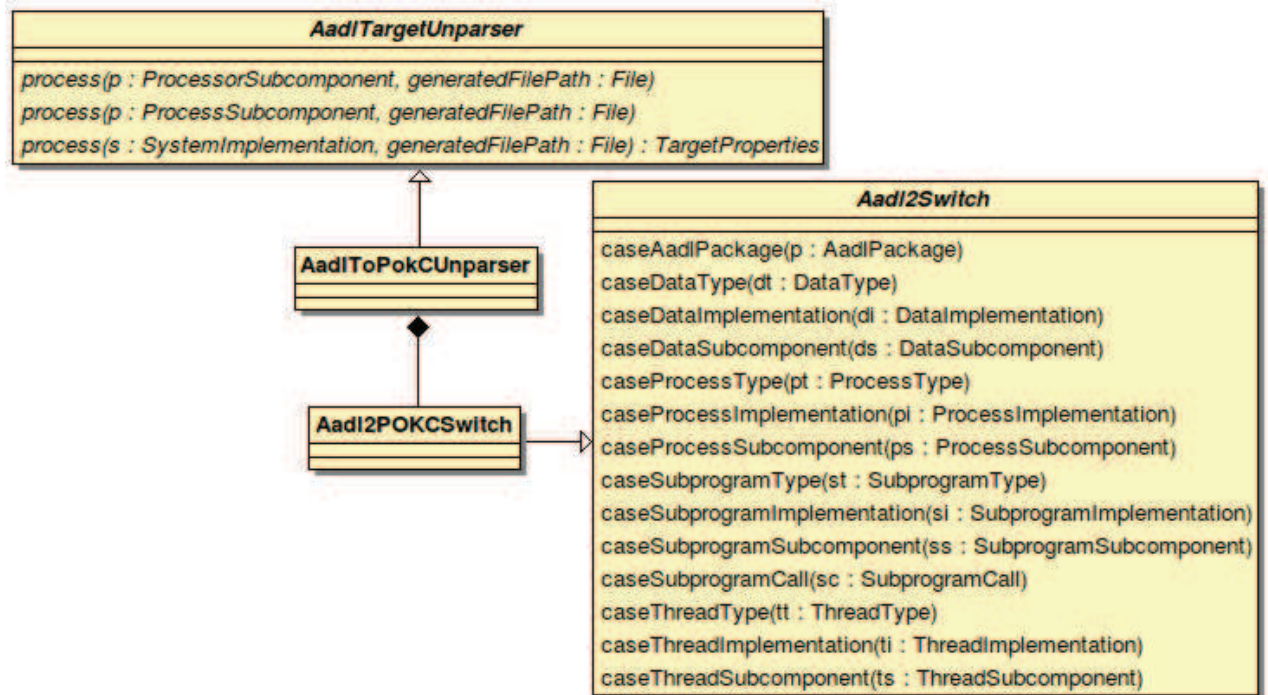 AadlTargetUnparser
process(p : ProcessorSubcomponent, generatedFilePath : File)
process(p : ProcessSubcomponent, generatedFilePath : File)
process(s : SystemImplementation, generatedFilePath : File) : TargetProperties
AadlToPokCUnparser
Aadl2POKCSwitch
Aadl2Switch
caseAadlPackage(p : AadlPackage)
caseDataType(dt : DataType)
caseDataImplementation(di : DataImplementation)
caseDataSubcomponent(ds : DataSubcomponent)
caseProcessType(pt : ProcessType)
caseProcessImplementation(pi : ProcessImplementation)
caseProcessSubcomponent(ps : ProcessSubcomponent)
caseSubprogramType(st : SubprogramType)
caseSubprogramImplementation(si : SubprogramImplementation)
caseSubprogramSubcomponent(ss : SubprogramSubcomponent)
caseSubprogramCall(sc : SubprogramCall)
caseThreadType(tt : ThreadType)
caseThreadImplementation(ti : ThreadImplementation)
caseThreadSubcomponent(ts : ThreadSubcomponent)